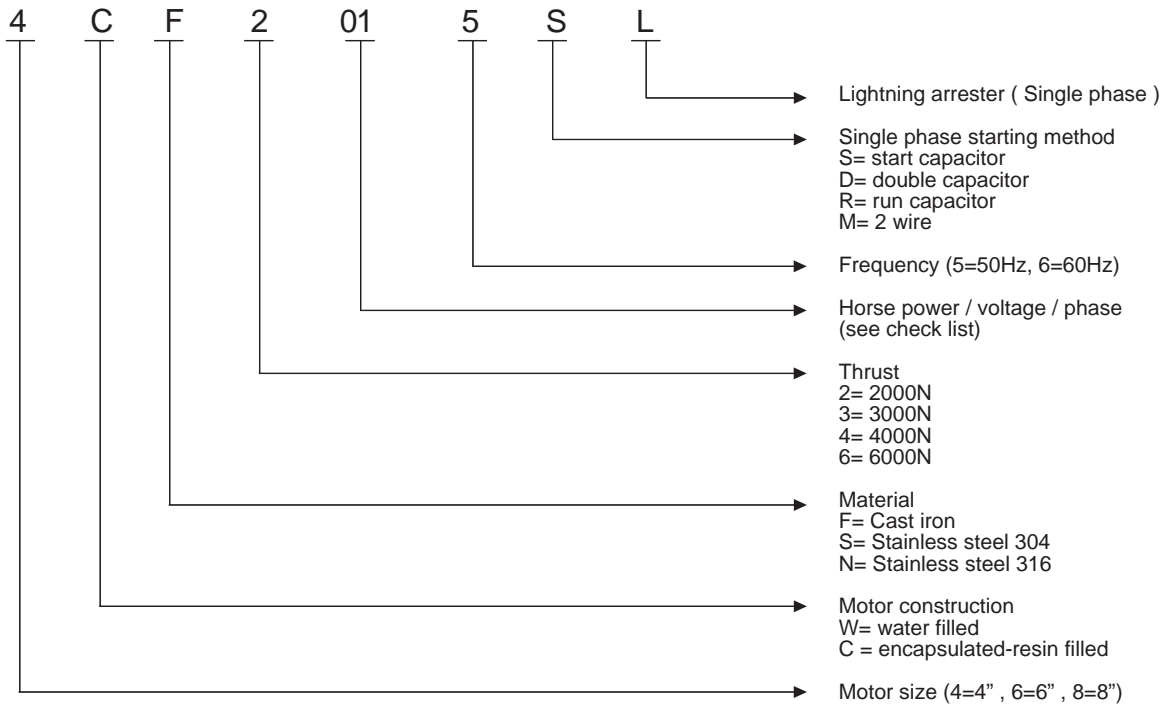 4 C F 2 01 5 S L
Lightning arrester ( Single phase )
Single phase starting method
S= start capacitor
D= double capacitor
R= run capacitor
M= 2 wire
Frequency (5=50Hz, 6=60Hz)
Horse power / voltage / phase
(see check list)
Thrust
2= 2000N
3= 3000N
4= 4000N
6= 6000N
Material
F= Cast iron
S= Stainless steel 304
N= Stainless steel 316
Motor construction
W= water filled
C = encapsulated-resin filled
Motor size (4=4” , 6=6” , 8=8”)